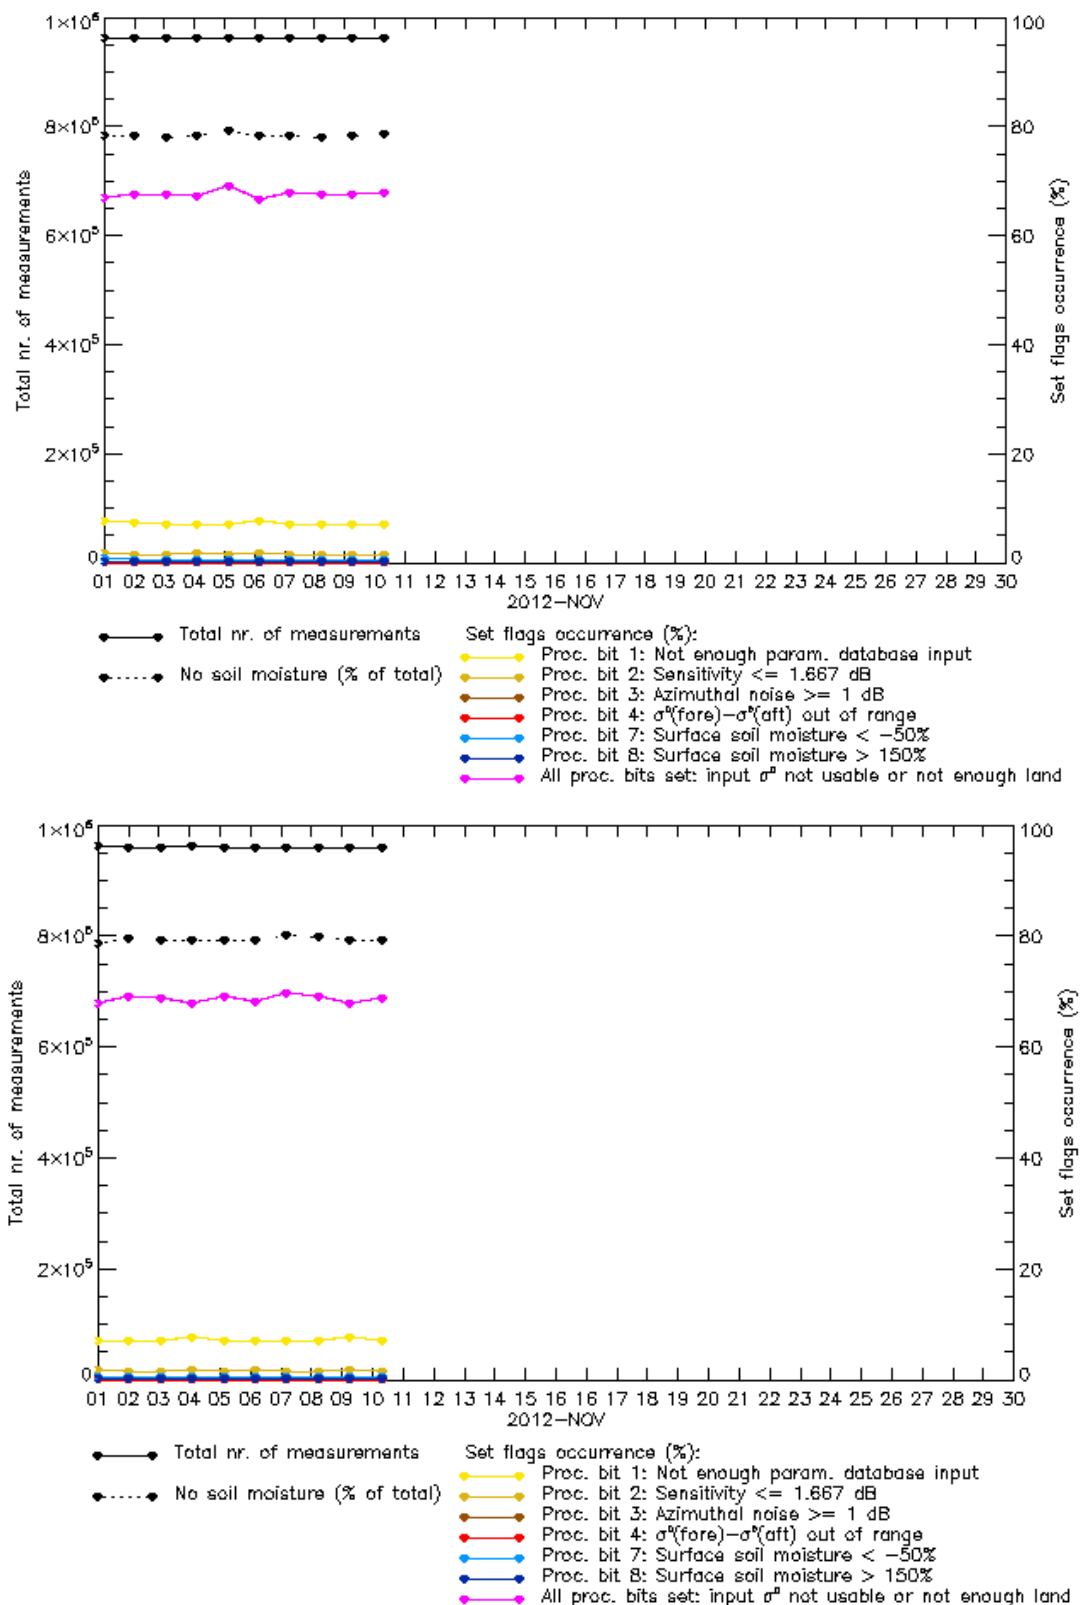 1×10⁶ 100
8×10⁵ 80
6×10⁵ 60
4×10⁵ 40
2×10⁵ 20
0 0
Total nr. of measurements
Set flags occurrence (%)
01 02 03 04 05 06 07 08 09 10 11 12 13 14 15 16 17 18 19 20 21 22 23 24 25 26 27 28 29 30
2012-NOV
Total nr. of measurements
No soil moisture (% of total)
Set flags occurrence (%):
Proc. bit 1: Not enough param. database input
Proc. bit 2: Sensitivity <= 1.667 dB
Proc. bit 3: Azimuthal noise >= 1 dB
Proc. bit 4: σ⁰(fore)-σ⁰(aft) out of range
Proc. bit 7: Surface soil moisture < -50%
Proc. bit 8: Surface soil moisture > 150%
All proc. bits set: input σ⁰ not usable or not enough land
1×10⁶ 100
8×10⁵ 80
6×10⁵ 60
4×10⁵ 40
2×10⁵ 20
0 0
Total nr. of measurements
Set flags occurrence (%)
01 02 03 04 05 06 07 08 09 10 11 12 13 14 15 16 17 18 19 20 21 22 23 24 25 26 27 28 29 30
2012-NOV
Total nr. of measurements
No soil moisture (% of total)
Set flags occurrence (%):
Proc. bit 1: Not enough param. database input
Proc. bit 2: Sensitivity <= 1.667 dB
Proc. bit 3: Azimuthal noise >= 1 dB
Proc. bit 4: σ⁰(fore)-σ⁰(aft) out of range
Proc. bit 7: Surface soil moisture < -50%
Proc. bit 8: Surface soil moisture > 150%
All proc. bits set: input σ⁰ not usable or not enough land